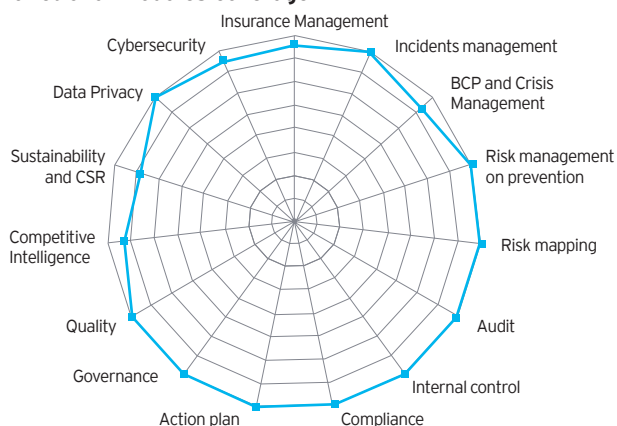 Insurance Management
Cybersecurity
Incidents management
Data Privacy
BCP and Crisis
Management
Sustainability
and CSR
Risk management
on prevention
Competitive
Intelligence
Risk mapping
Quality
Audit
Governance
Internal control
Action plan
Compliance